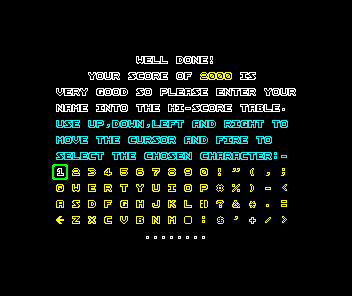 WELL DONE!
YOUR SCORE OF 2000 IS
VERY GOOD SO PLEASE ENTER YOUR
NAME INTO THE HI-SCORE TABLE.
USE UP,DOWN,LEFT AND RIGHT TO
MOVE THE CURSOR AND FIRE TO
SELECT THE CHOSEN CHARACTER:-
1 2 3 4 5 6 7 8 9 0 ! " ( , ;
Q W E R T Y U I O P @ % ) - <
A S D F G H J K L ? & . =
← Z X C V B N M : ' + / >
........